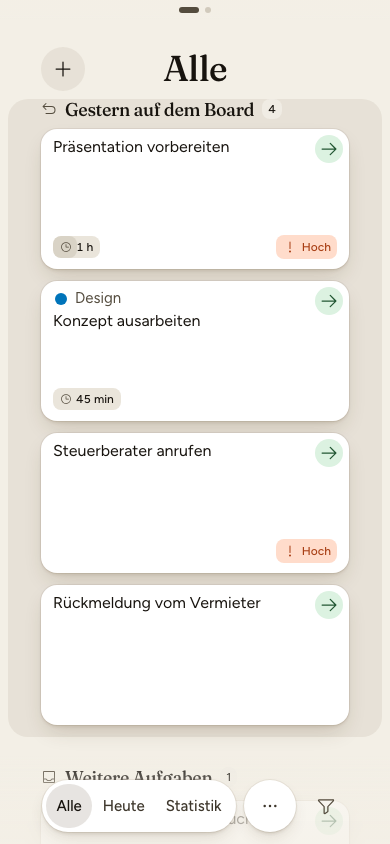 Alle
Gestern auf dem Board 4
Präsentation vorbereiten
1 h
Hoch
Design
Konzept ausarbeiten
45 min
Steuerberater anrufen
Hoch
Rückmeldung vom Vermieter
Weitere Aufgaben 1
Alle Heute Statistik